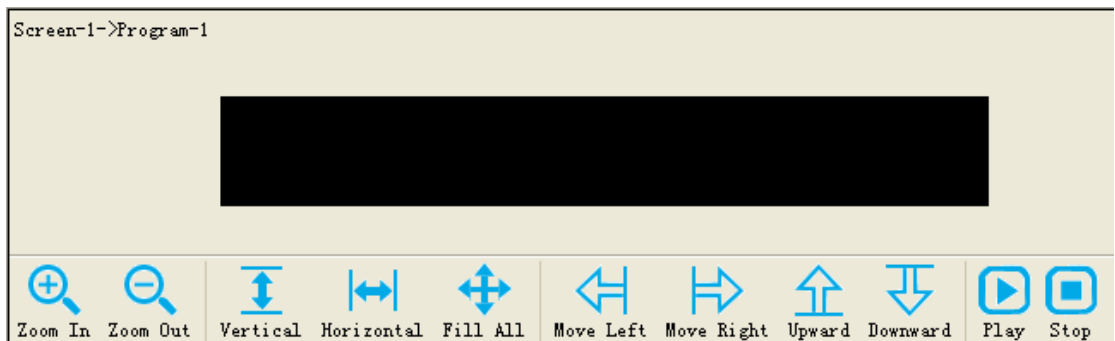 Screen-1->Program-1
Zoom In Zoom Out Vertical Horizontal Fill All Move Left Move Right Upward Downward Play Stop